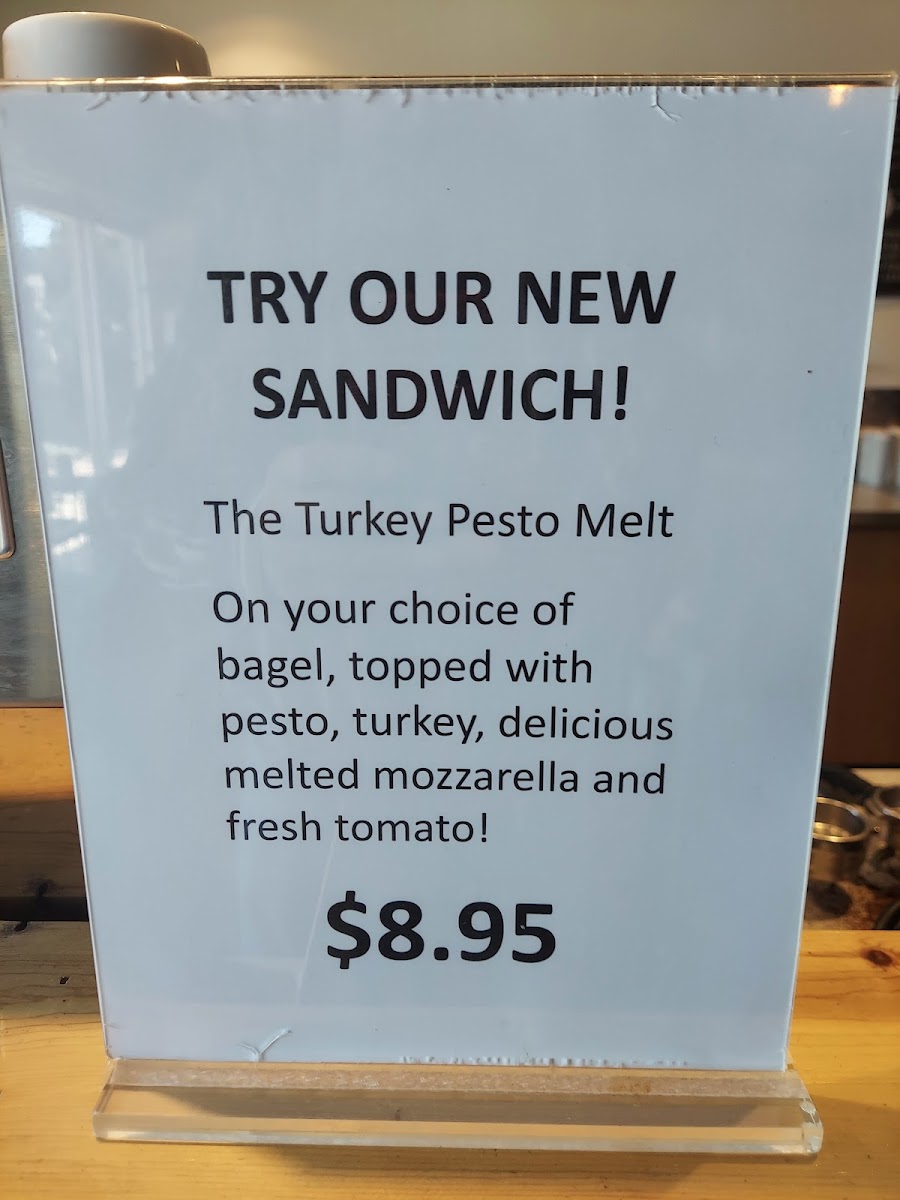 TRY OUR NEW
SANDWICH!
The Turkey Pesto Melt
On your choice of
bagel, topped with
pesto, turkey, delicious
melted mozzarella and
fresh tomato!
$8.95